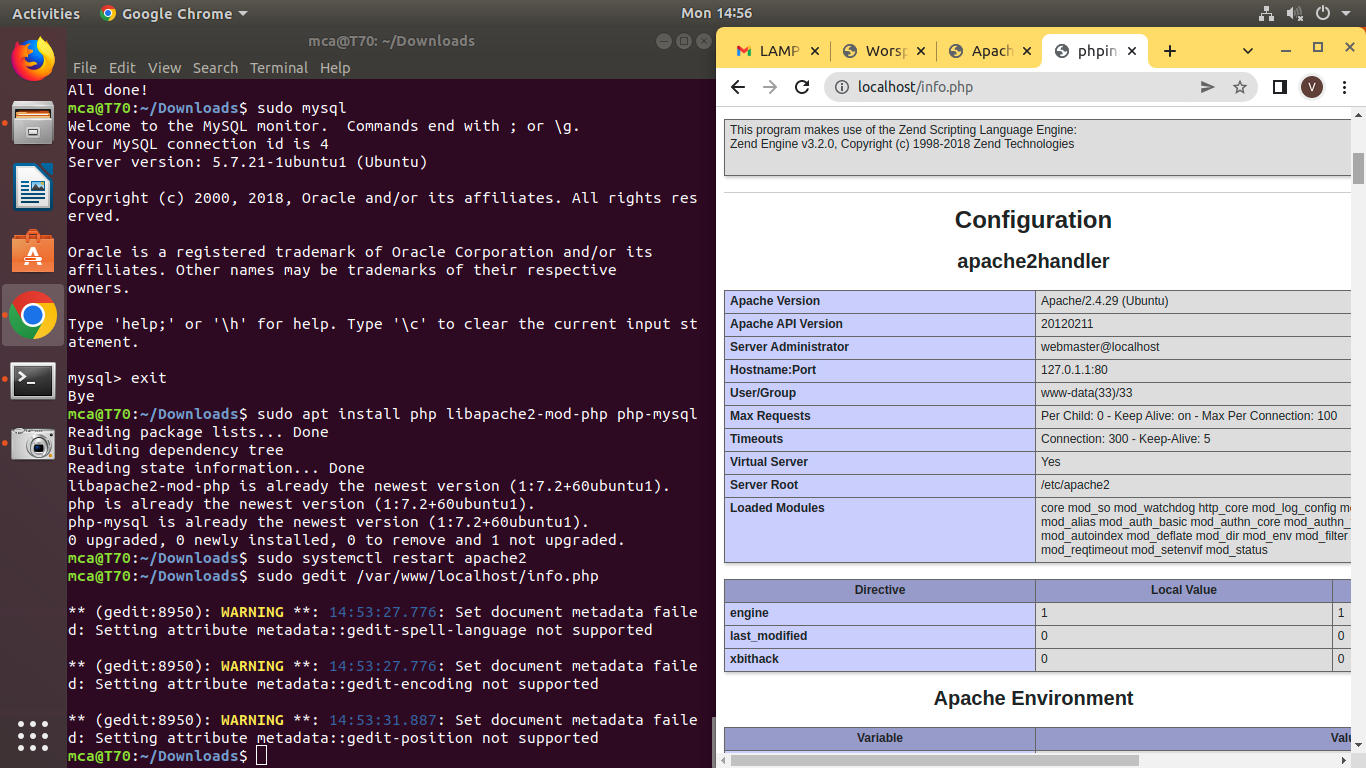 Activities
Google Chrome
Mon 14:56
mca@T70: ~/Downloads
File Edit View Search Terminal Help
All done!
mca@T70:~/Downloads$ sudo mysql
Welcome to the MySQL monitor.  Commands end with ; or \g.
Your MySQL connection id is 4
Server version: 5.7.21-1ubuntu1 (Ubuntu)
Copyright (c) 2000, 2018, Oracle and/or its affiliates. All rights res
erved.
Oracle is a registered trademark of Oracle Corporation and/or its
affiliates. Other names may be trademarks of their respective
owners.
Type 'help;' or '\h' for help. Type '\c' to clear the current input st
atement.
mysql> exit
Bye
mca@T70:~/Downloads$ sudo apt install php libapache2-mod-php php-mysql
Reading package lists... Done
Building dependency tree
Reading state information... Done
libapache2-mod-php is already the newest version (1:7.2+60ubuntu1).
php is already the newest version (1:7.2+60ubuntu1).
php-mysql is already the newest version (1:7.2+60ubuntu1).
0 upgraded, 0 newly installed, 0 to remove and 1 not upgraded.
mca@T70:~/Downloads$ sudo systemctl restart apache2
mca@T70:~/Downloads$ sudo gedit /var/www/localhost/info.php
** (gedit:8950): WARNING **: 14:53:27.776: Set document metadata faile
d: Setting attribute metadata::gedit-spell-language not supported
** (gedit:8950): WARNING **: 14:53:27.776: Set document metadata faile
d: Setting attribute metadata::gedit-encoding not supported
** (gedit:8950): WARNING **: 14:53:31.887: Set document metadata faile
d: Setting attribute metadata::gedit-position not supported
mca@T70:~/Downloads$
LAMP
Worsp
Apach
phpin
localhost/info.php
V
This program makes use of the Zend Scripting Language Engine:
Zend Engine v3.2.0, Copyright (c) 1998-2018 Zend Technologies
Configuration
apache2handler
Apache Version Apache/2.4.29 (Ubuntu)
Apache API Version 20120211
Server Administrator webmaster@localhost
Hostname:Port 127.0.1.1:80
User/Group www-data(33)/33
Max Requests Per Child: 0 - Keep Alive: on - Max Per Connection: 100
Timeouts Connection: 300 - Keep-Alive: 5
Virtual Server Yes
Server Root /etc/apache2
Loaded Modules core mod_so mod_watchdog http_core mod_log_config
mod_alias mod_auth_basic mod_authn_core mod_authn_
mod_autoindex mod_deflate mod_dir mod_env mod_filter
mod_reqtimeout mod_setenvif mod_status
Directive Local Value
engine 1 1
last_modified 0 0
xbithack 0 0
Apache Environment
Variable Valu